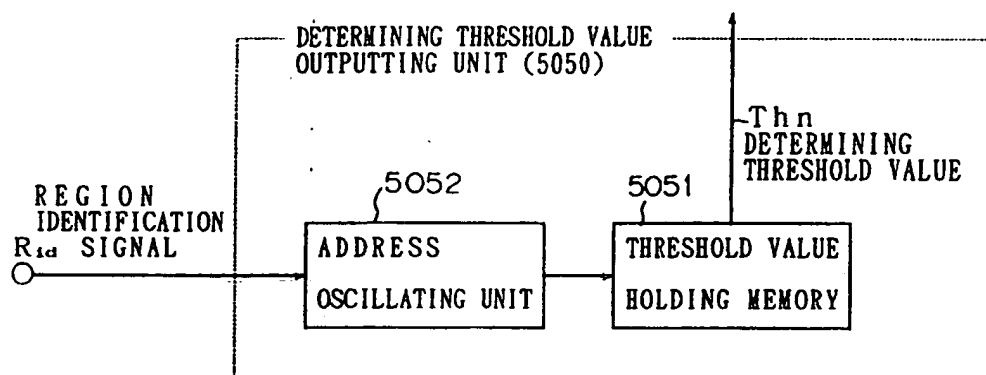 DETERMINING THRESHOLD VALUE
OUTPUTTING UNIT (5050)
Thn
DETERMINING
THRESHOLD VALUE
5052
5051
REGION
IDENTIFICATION
Rid SIGNAL
ADDRESS
OSCILLATING UNIT
THRESHOLD VALUE
HOLDING MEMORY